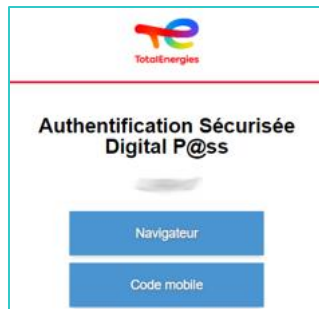 TotalEnergies
Authentification Sécurisée
Digital P@ss
Navigateur
Code mobile